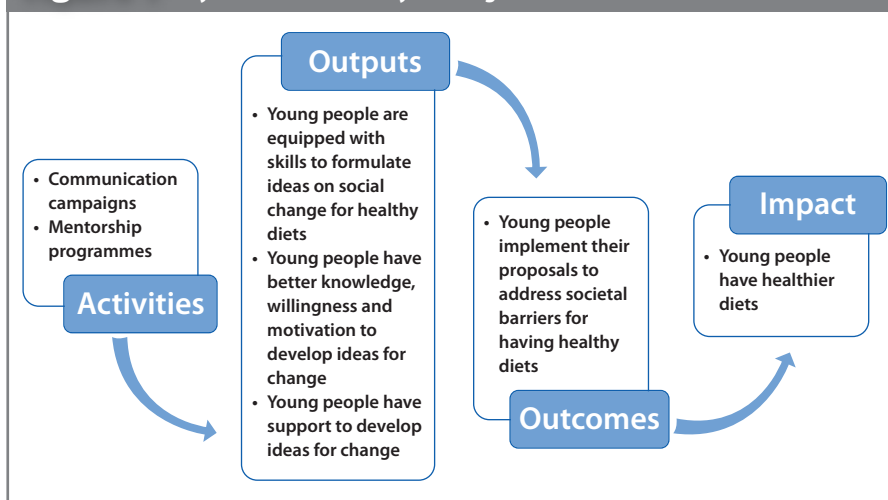 • Communication
campaigns
• Mentorship
programmes
Activities
Outputs
• Young people are
equipped with
skills to formulate
ideas on social
change for healthy
diets
• Young people have
better knowledge,
willingness and
motivation to
develop ideas for
change
• Young people have
support to develop
ideas for change
• Young people
implement their
proposals to
address societal
barriers for
having healthy
diets
Outcomes
Impact
• Young people
have healthier
diets